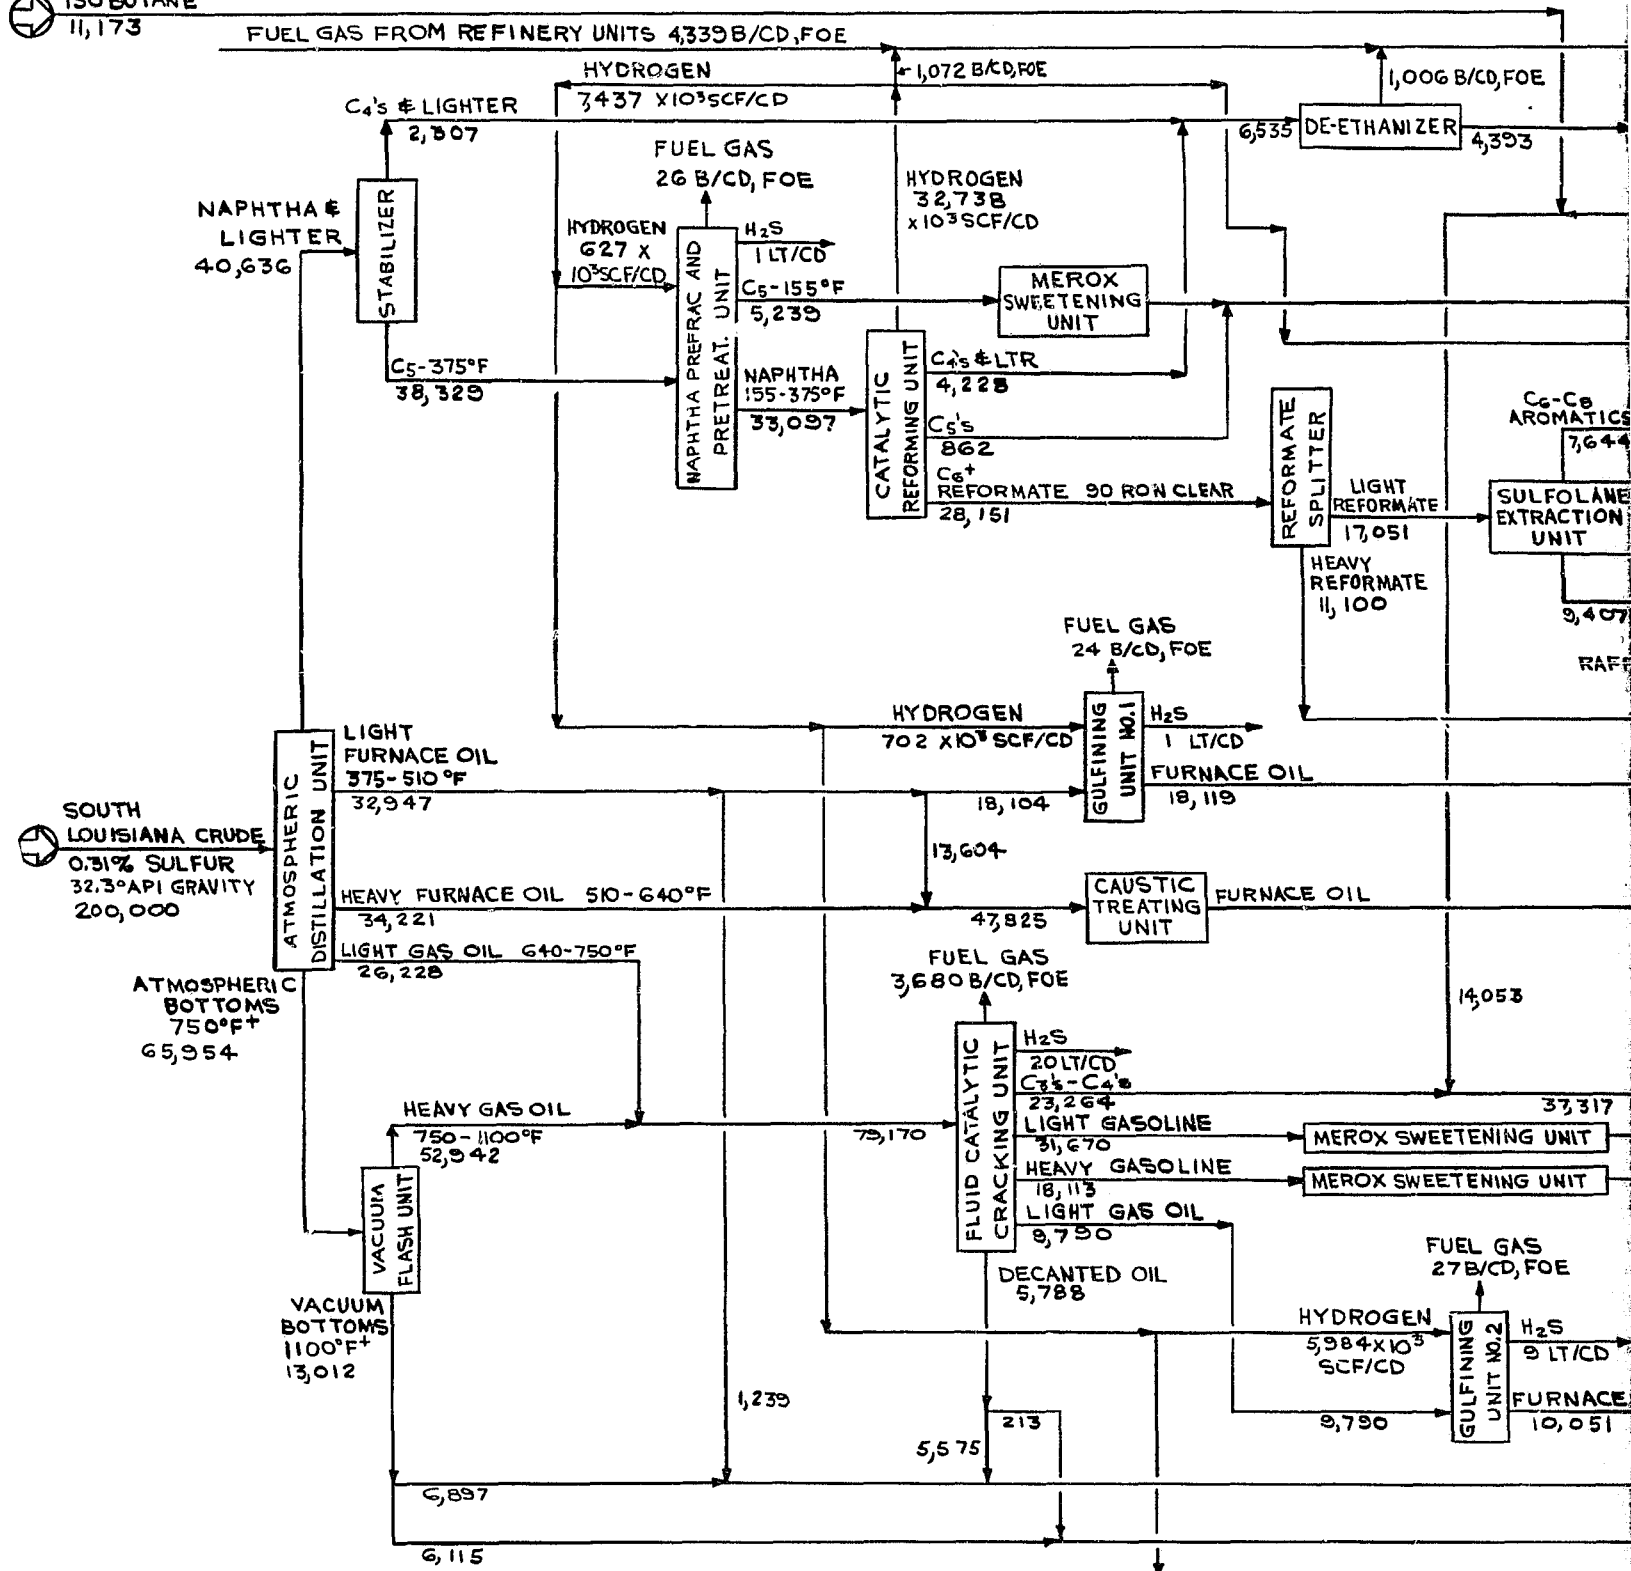 ISOBUTANE
11,173
FUEL GAS FROM REFINERY UNITS 4,339 B/CD, FOE
HYDROGEN
7,437 X10³SCF/CD
1,072 B/CD, FOE
1,006 B/CD, FOE
C₄'S & LIGHTER
2,307
6,535
DE-ETHANIZER
4,393
FUEL GAS
26 B/CD, FOE
HYDROGEN
32,738
X10³SCF/CD
NAPHTHA &
LIGHTER
40,636
STABILIZER
HYDROGEN
627 X
10³SCF/CD
NAPHTHA PREFRAC AND
PRETREAT. UNIT
H₂S
1 LT/CD
C₅-155°F
5,239
MEROX
SWEETENING
UNIT
C₅-375°F
38,329
NAPHTHA
155-375°F
33,097
CATALYTIC
REFORMING UNIT
C₄'S & LTR
4,228
C₅'S
862
C₆⁺
REFORMATE 90 RON CLEAR
28,151
REFORMATE
SPLITTER
LIGHT
REFORMATE
17,051
C₆-C₈
AROMATICS
7,644
SULFOLANE
EXTRACTION
UNIT
9,407
HEAVY
REFORMATE
11,100
FUEL GAS
24 B/CD, FOE
HYDROGEN
702 X10³ SCF/CD
GULFINING
UNIT NO.1
H₂S
1 LT/CD
FURNACE OIL
18,119
LIGHT
FURNACE OIL
375-510°F
32,947
18,104
13,604
SOUTH
LOUISIANA CRUDE
0.31% SULFUR
32.3°API GRAVITY
200,000
ATMOSPHERIC
DISTILLATION UNIT
HEAVY FURNACE OIL 510-640°F
34,221
47,825
CAUSTIC
TREATING
UNIT
FURNACE OIL
LIGHT GAS OIL 640-750°F
26,228
ATMOSPHERIC
BOTTOMS
750°F⁺
65,954
FUEL GAS
3,680 B/CD, FOE
14,053
FLUID CATALYTIC
CRACKING UNIT
H₂S
20 LT/CD
C₃'S-C₄'S
23,264
37,317
HEAVY GAS OIL
750-1100°F
52,942
79,170
LIGHT GASOLINE
31,670
MEROX SWEETENING UNIT
HEAVY GASOLINE
18,113
MEROX SWEETENING UNIT
LIGHT GAS OIL
9,790
VACUUM
FLASH UNIT
DECANTED OIL
5,788
FUEL GAS
27 B/CD, FOE
VACUUM
BOTTOMS
1100°F⁺
13,012
HYDROGEN
5,984X10³
SCF/CD
GULFINING
UNIT NO.2
H₂S
9 LT/CD
1,239
213
5,575
9,790
FURNACE
10,051
6,897
6,115